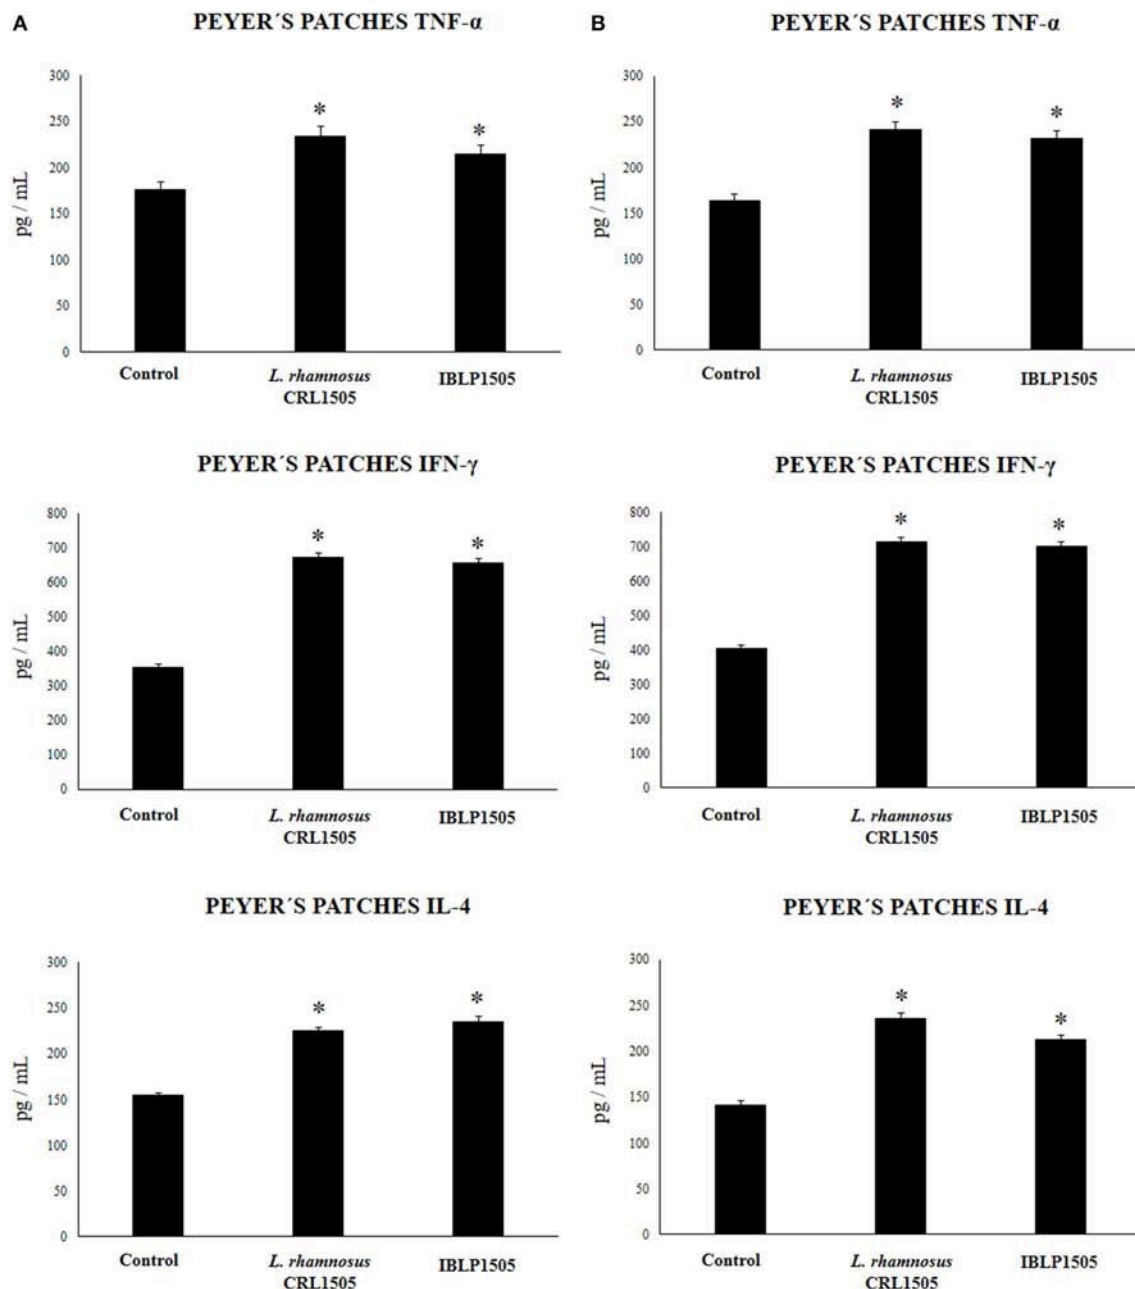 A
PEYER´S PATCHES TNF-α
300
250
200
150
100
50
0
pg / mL
*
*
Control
L. rhamnosus
CRL1505
IBLP1505
B
PEYER´S PATCHES TNF-α
300
250
200
150
100
50
0
pg / mL
*
*
Control
L. rhamnosus
CRL1505
IBLP1505
PEYER´S PATCHES IFN-γ
800
700
600
500
400
300
200
100
0
pg / mL
*
*
Control
L. rhamnosus
CRL1505
IBLP1505
PEYER´S PATCHES IFN-γ
800
700
600
500
400
300
200
100
0
pg / mL
*
*
Control
L. rhamnosus
CRL1505
IBLP1505
PEYER´S PATCHES IL-4
300
250
200
150
100
50
0
pg / mL
*
*
Control
L. rhamnosus
CRL1505
IBLP1505
PEYER´S PATCHES IL-4
300
250
200
150
100
50
0
pg / mL
*
*
Control
L. rhamnosus
CRL1505
IBLP1505